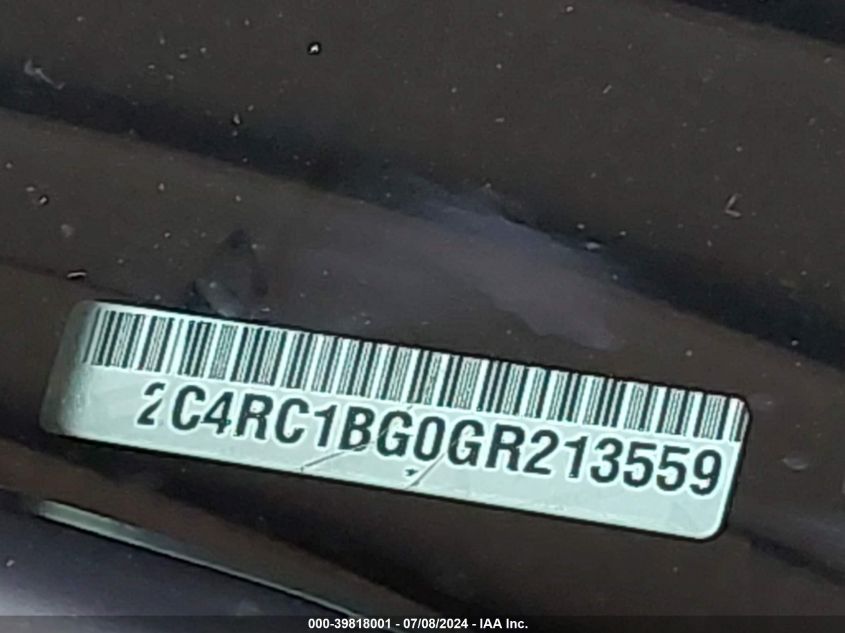 2C4RC1BG0GR213559
000-39818001 - 07/08/2024 - IAA Inc.